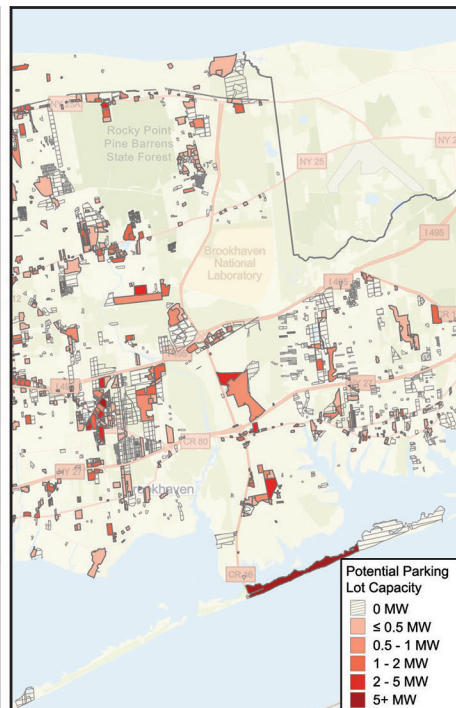 NY 25A
Rocky Point
Pine Barrens
State Forest
NY 25
I 495
Brookhaven
National
Laboratory
I 495
CR 80
NY 27
CR 46
Potential Parking
Lot Capacity
0 MW
≤ 0.5 MW
0.5 - 1 MW
1 - 2 MW
2 - 5 MW
5+ MW